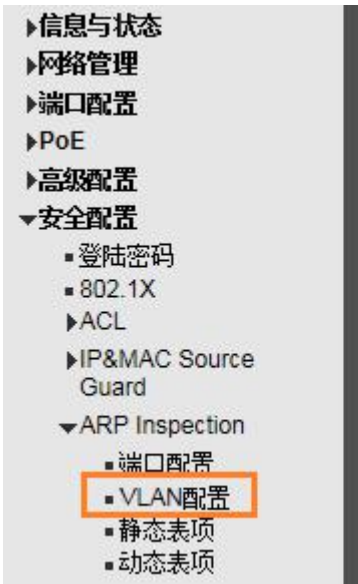 信息与状态
网络管理
端口配置
PoE
高级配置
安全配置
登陆密码
802.1X
ACL
IP&MAC Source
Guard
ARP Inspection
端口配置
VLAN配置
静态表项
动态表项